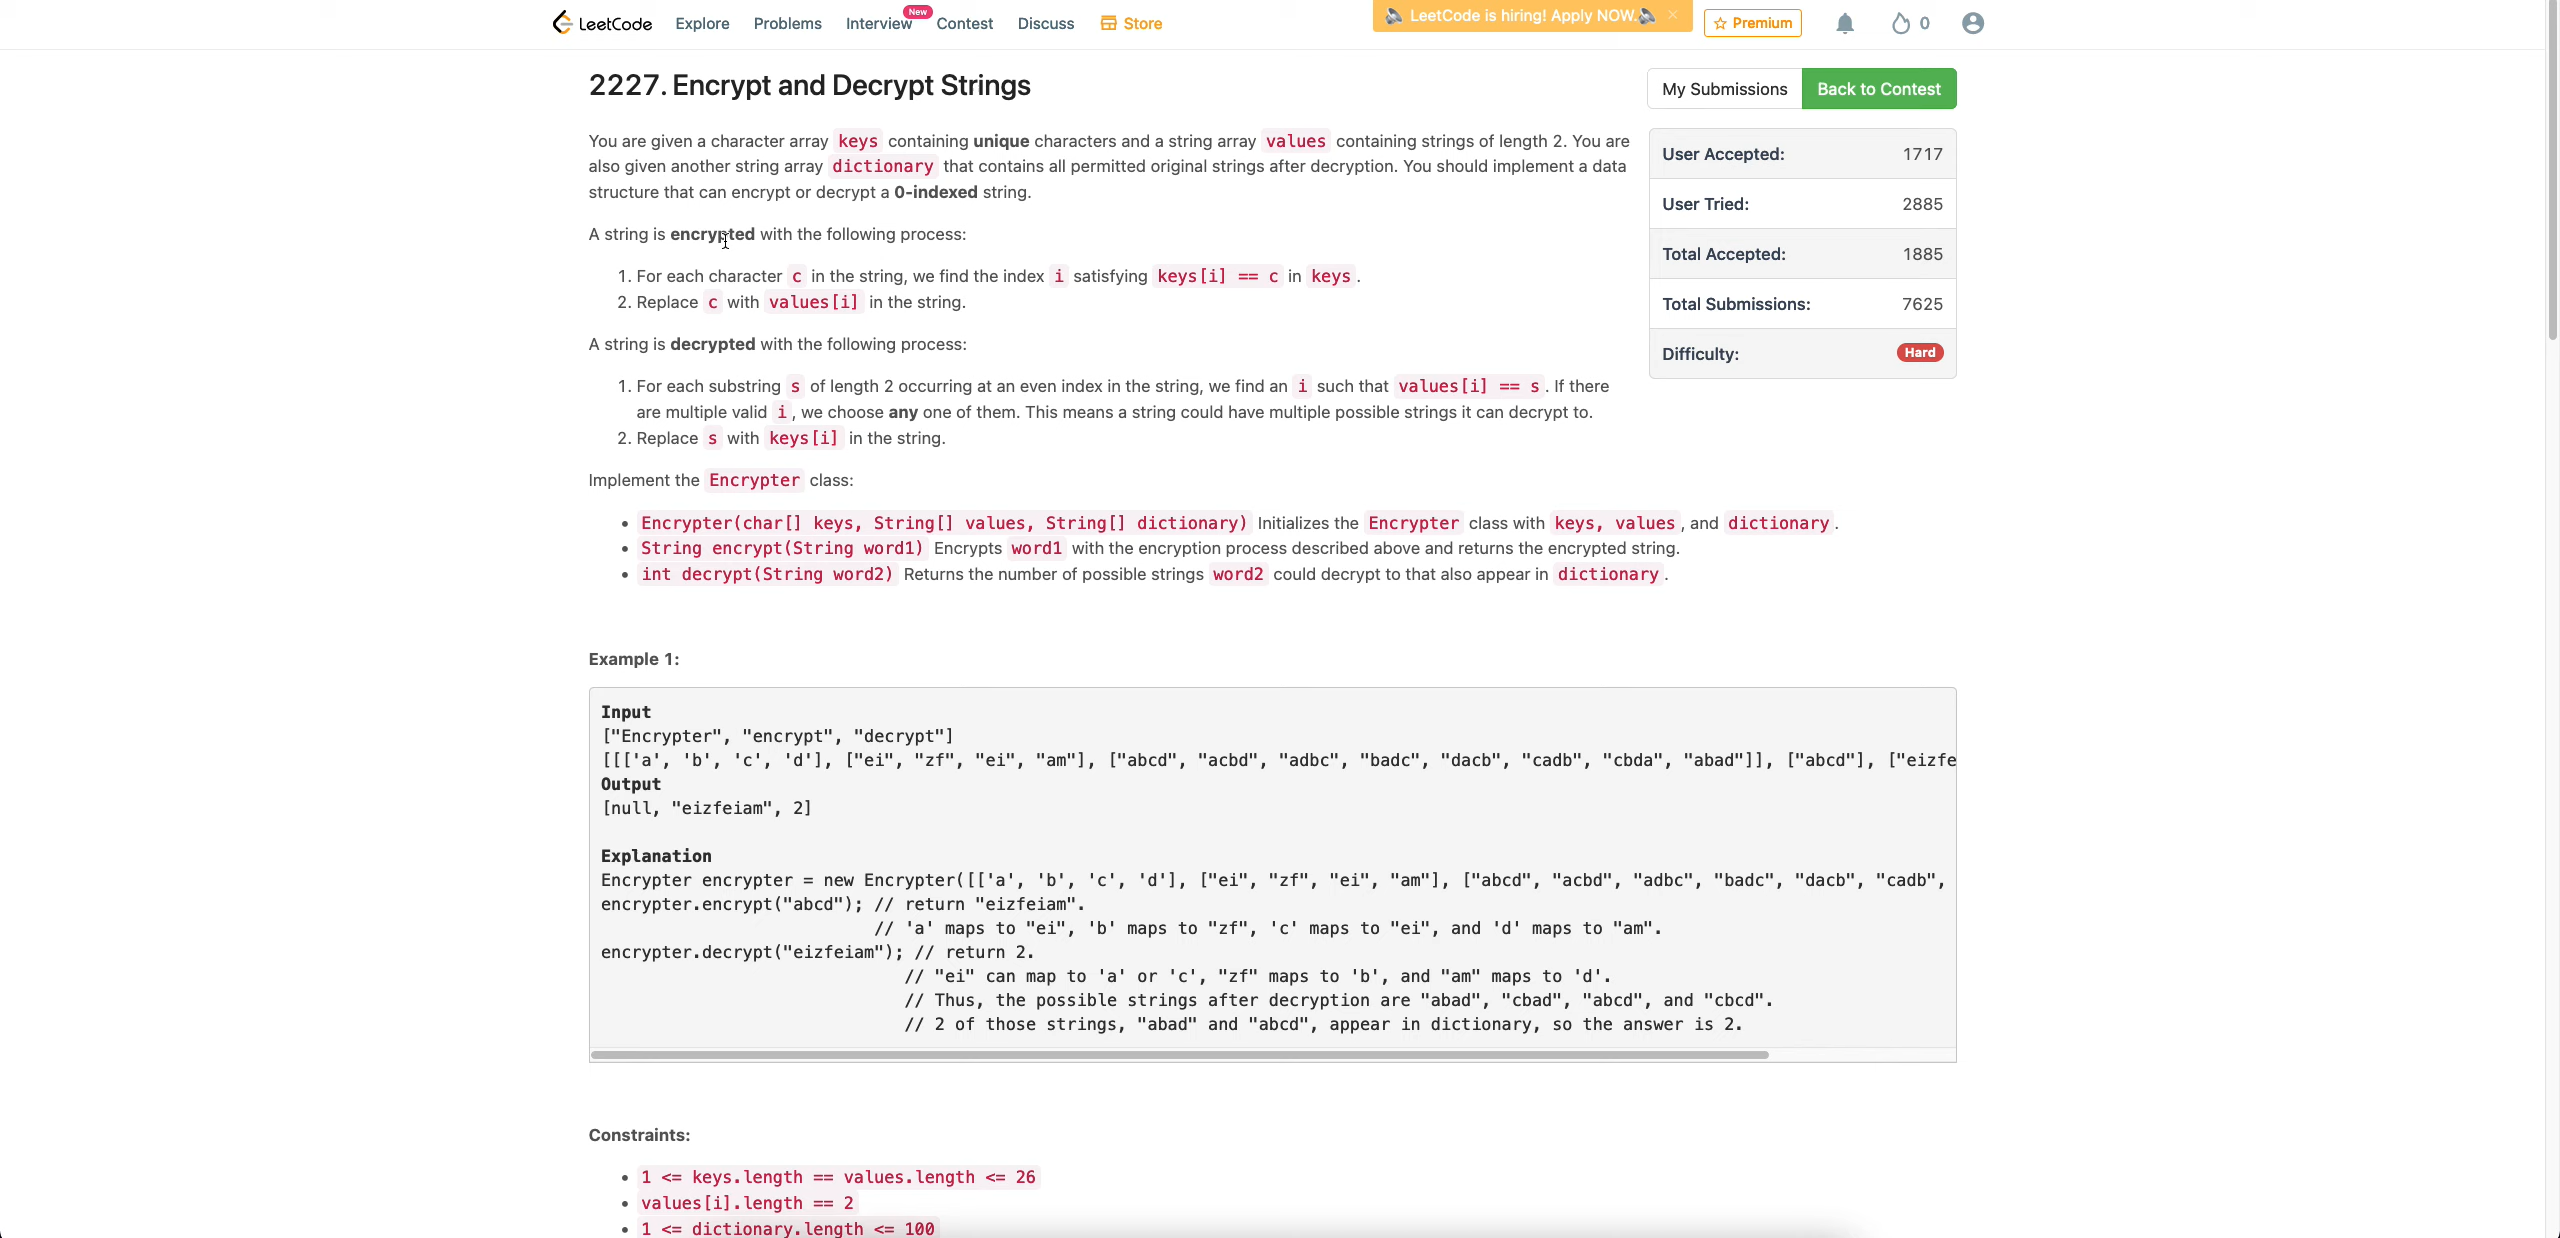 LeetCode Explore Problems Interview New Contest Discuss Store LeetCode is hiring! Apply NOW. × Premium 0
2227. Encrypt and Decrypt Strings
My Submissions Back to Contest
You are given a character array keys containing unique characters and a string array values containing strings of length 2. You are
also given another string array dictionary that contains all permitted original strings after decryption. You should implement a data
structure that can encrypt or decrypt a 0-indexed string.
A string is encrypted with the following process:
1. For each character c in the string, we find the index i satisfying keys[i] == c in keys.
2. Replace c with values[i] in the string.
A string is decrypted with the following process:
1. For each substring s of length 2 occurring at an even index in the string, we find an i such that values[i] == s. If there
are multiple valid i, we choose any one of them. This means a string could have multiple possible strings it can decrypt to.
2. Replace s with keys[i] in the string.
User Accepted: 1717
User Tried: 2885
Total Accepted: 1885
Total Submissions: 7625
Difficulty: Hard
Implement the Encrypter class:
• Encrypter(char[] keys, String[] values, String[] dictionary) Initializes the Encrypter class with keys, values, and dictionary.
• String encrypt(String word1) Encrypts word1 with the encryption process described above and returns the encrypted string.
• int decrypt(String word2) Returns the number of possible strings word2 could decrypt to that also appear in dictionary.
Example 1:
Input
["Encrypter", "encrypt", "decrypt"]
[[['a', 'b', 'c', 'd'], ["ei", "zf", "ei", "am"], ["abcd", "acbd", "adbc", "badc", "dacb", "cadb", "cbda", "abad"]], ["abcd"], ["eizfe
Output
[null, "eizfeiam", 2]
Explanation
Encrypter encrypter = new Encrypter([['a', 'b', 'c', 'd'], ["ei", "zf", "ei", "am"], ["abcd", "acbd", "adbc", "badc", "dacb", "cadb",
encrypter.encrypt("abcd"); // return "eizfeiam".
// 'a' maps to "ei", 'b' maps to "zf", 'c' maps to "ei", and 'd' maps to "am".
encrypter.decrypt("eizfeiam"); // return 2.
// "ei" can map to 'a' or 'c', "zf" maps to 'b', and "am" maps to 'd'.
// Thus, the possible strings after decryption are "abad", "cbad", "abcd", and "cbcd".
// 2 of those strings, "abad" and "abcd", appear in dictionary, so the answer is 2.
Constraints:
• 1 <= keys.length == values.length <= 26
• values[i].length == 2
• 1 <= dictionary.length <= 100